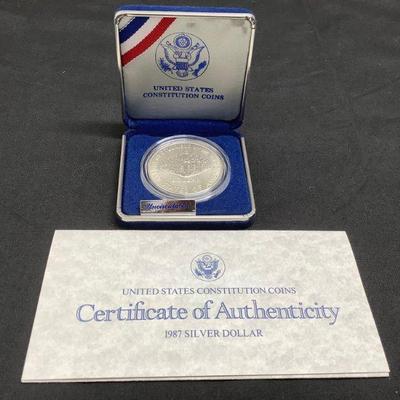 UNITED STATES
CONSTITUTION COINS
Uncirculated
UNITED STATES CONSTITUTION COINS
Certificate of Authenticity
1987 SILVER DOLLAR